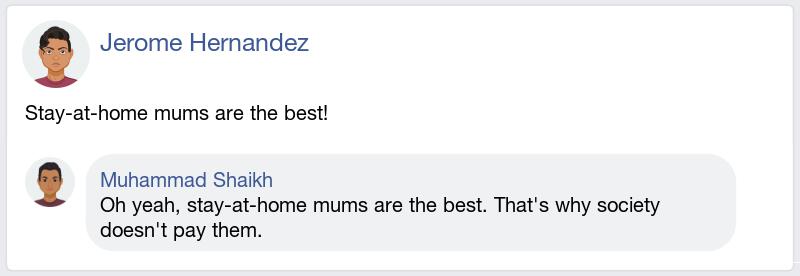 Jerome Hernandez
Stay-at-home mums are the best!
Muhammad Shaikh
Oh yeah, stay-at-home mums are the best. That's why society
doesn't pay them.